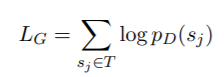 L_G = \sum_{s_j \in T} \log p_D(s_j)